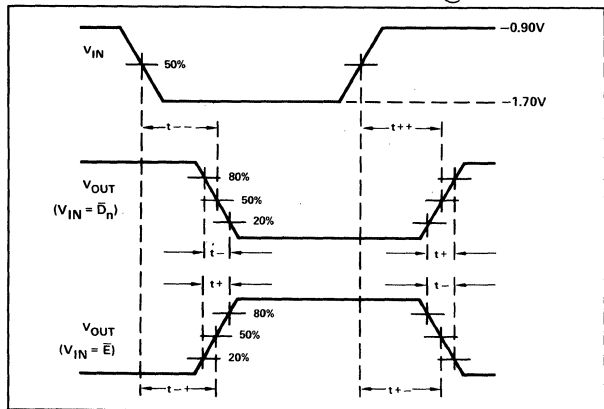 −0.90V
VIN
50%
−1.70V
t−−
t++
VOUT
(VIN = D̅n)
80%
50%
20%
t−
t+
t+
t−
VOUT
(VIN = E̅)
80%
50%
20%
t−+
t+−